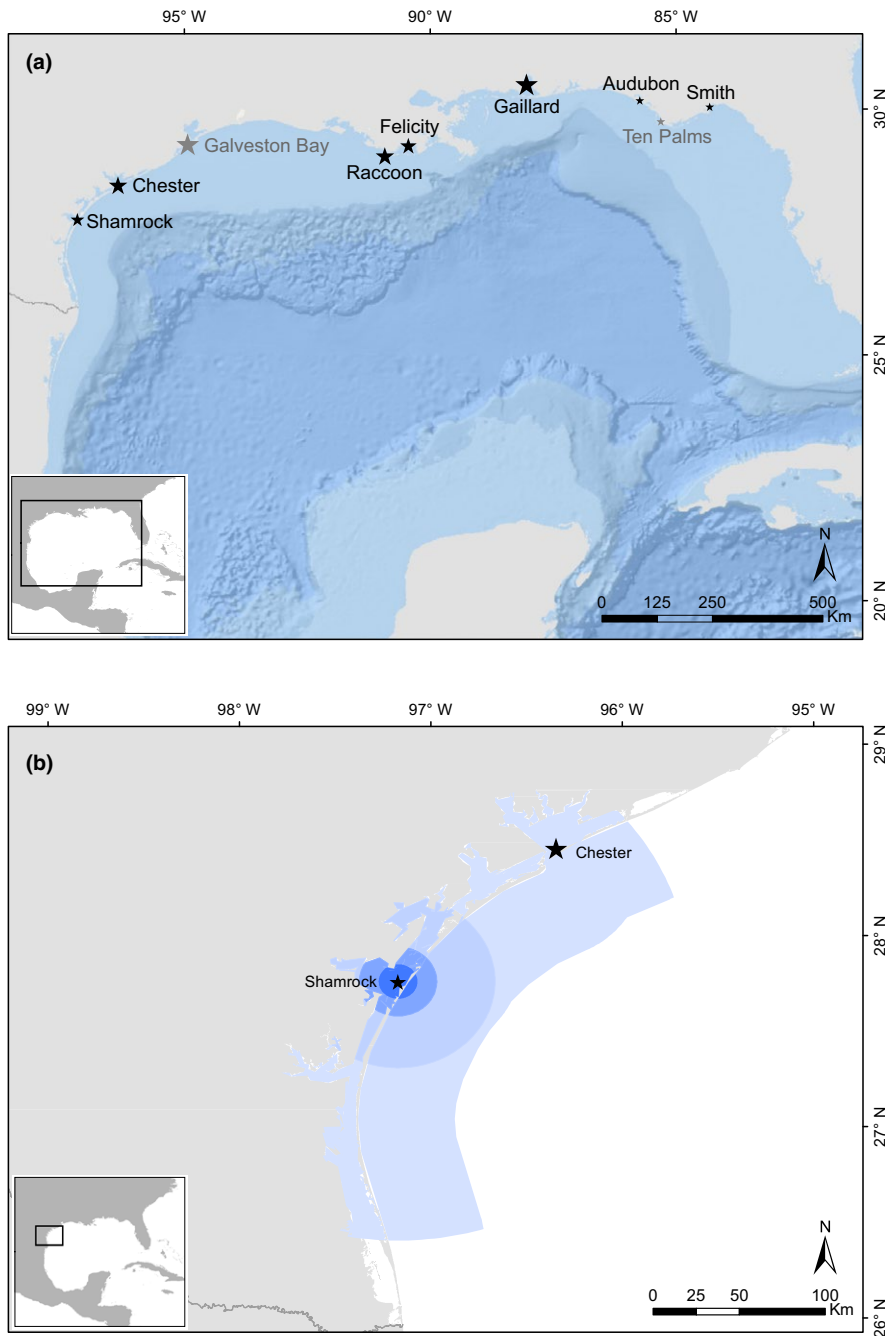 95° W 90° W 85° W
(a)
Audubon
Smith
Gaillard
30° N
Ten Palms
Felicity
Galveston Bay
Raccoon
Chester
Shamrock
25° N
N
0 125 250 500
Km
20° N
99° W 98° W 97° W 96° W 95° W
29° N
(b)
Chester
28° N
Shamrock
27° N
N
0 25 50 100
Km
26° N